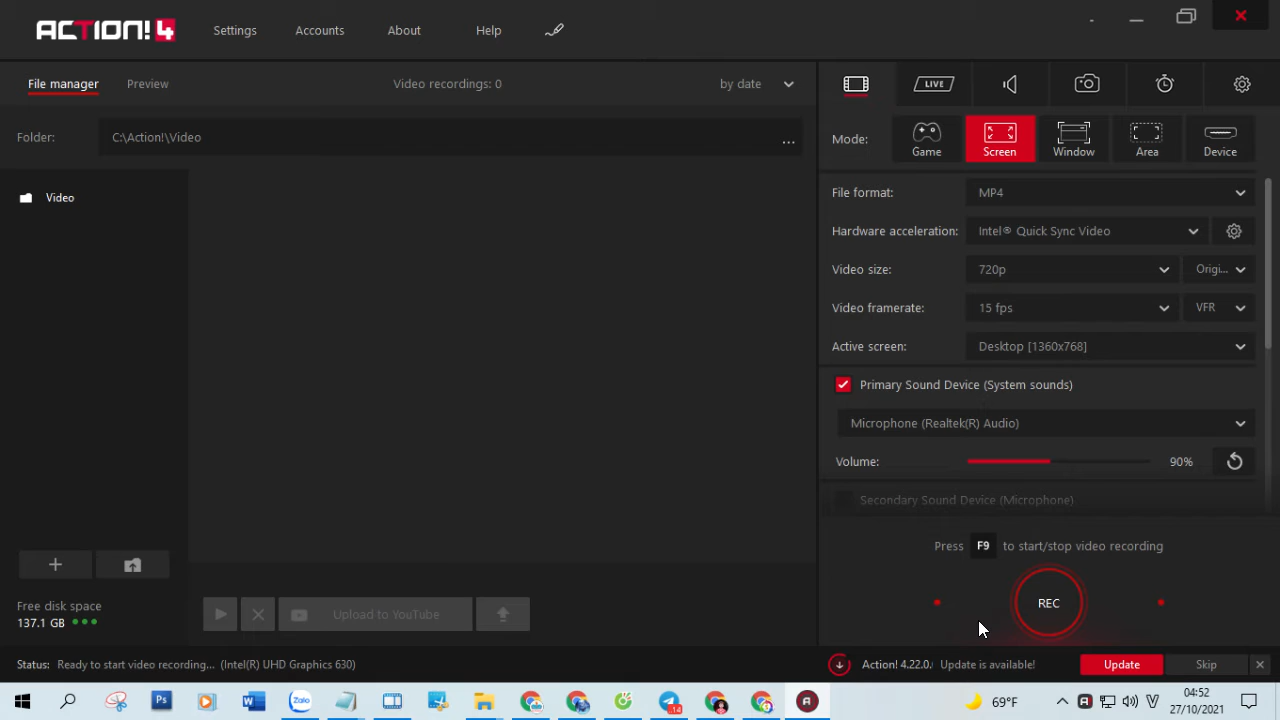 ACTION! 4
Settings
Accounts
About
Help
File manager
Preview
Video recordings: 0
by date
LIVE
Folder:
C:\Action!\Video
...
Mode:
Game
Screen
Window
Area
Device
Video
File format:
MP4
Hardware acceleration:
Intel® Quick Sync Video
Video size:
720p
Origi...
Video framerate:
15 fps
VFR
Active screen:
Desktop [1360x768]
Primary Sound Device (System sounds)
Microphone (Realtek(R) Audio)
Volume:
90%
Secondary Sound Device (Microphone)
Press F9 to start/stop video recording
REC
Free disk space
137.1 GB
Upload to YouTube
Status: Ready to start video recording... (Intel(R) UHD Graphics 630)
Action! 4.22.0. Update is available!
Update
Skip
Ps
W
Zalo
14
69°F
A
V
04:52
27/10/2021